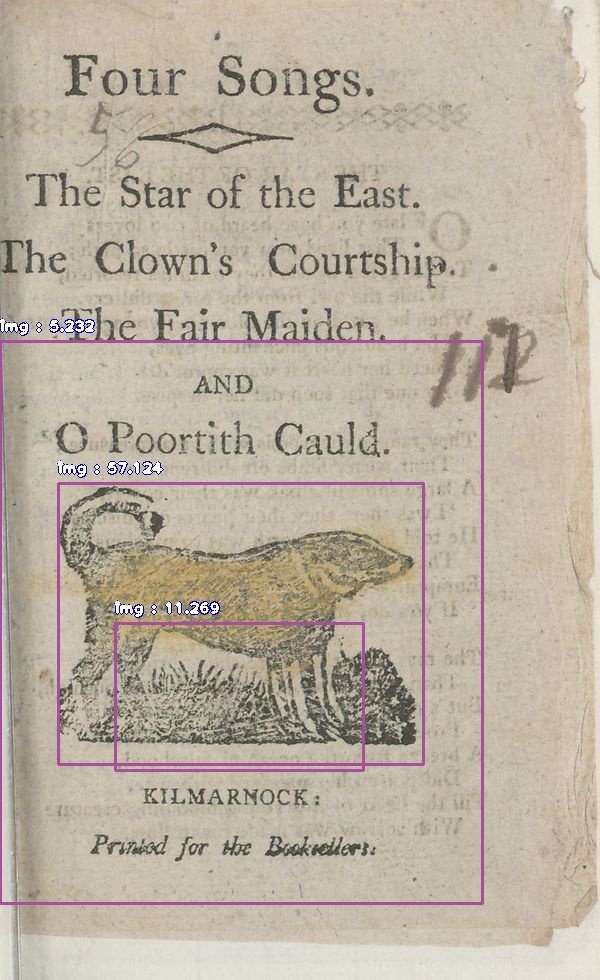 Four Songs.
56
The Star of the East.
The Clown's Courtship.
The Fair Maiden.
Img : 5.232
112
AND
O Poortith Cauld.
Img : 57.124
Img : 11.269
KILMARNOCK:
Printed for the Booksellers.